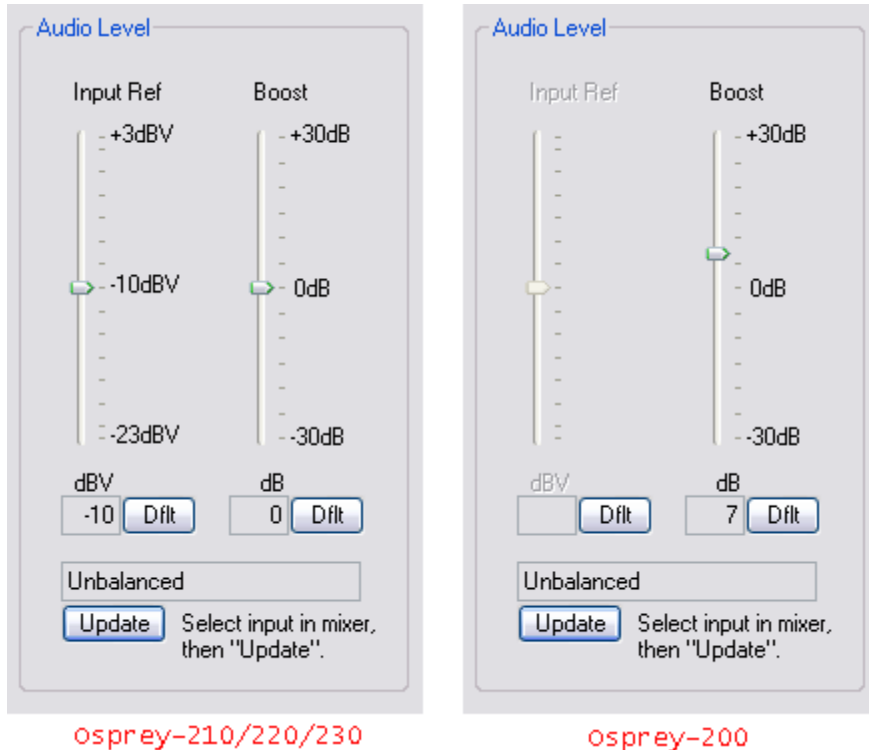 Audio Level
Input Ref Boost
+3dBV +30dB
-10dBV 0dB
-23dBV -30dB
dBV dB
-10 Dflt 0 Dflt
Unbalanced
Update Select input in mixer,
then "Update".
Osprey-210/220/230
Audio Level
Input Ref Boost
+30dB
0dB
-30dB
dBV dB
Dflt 7 Dflt
Unbalanced
Update Select input in mixer,
then "Update".
Osprey-200